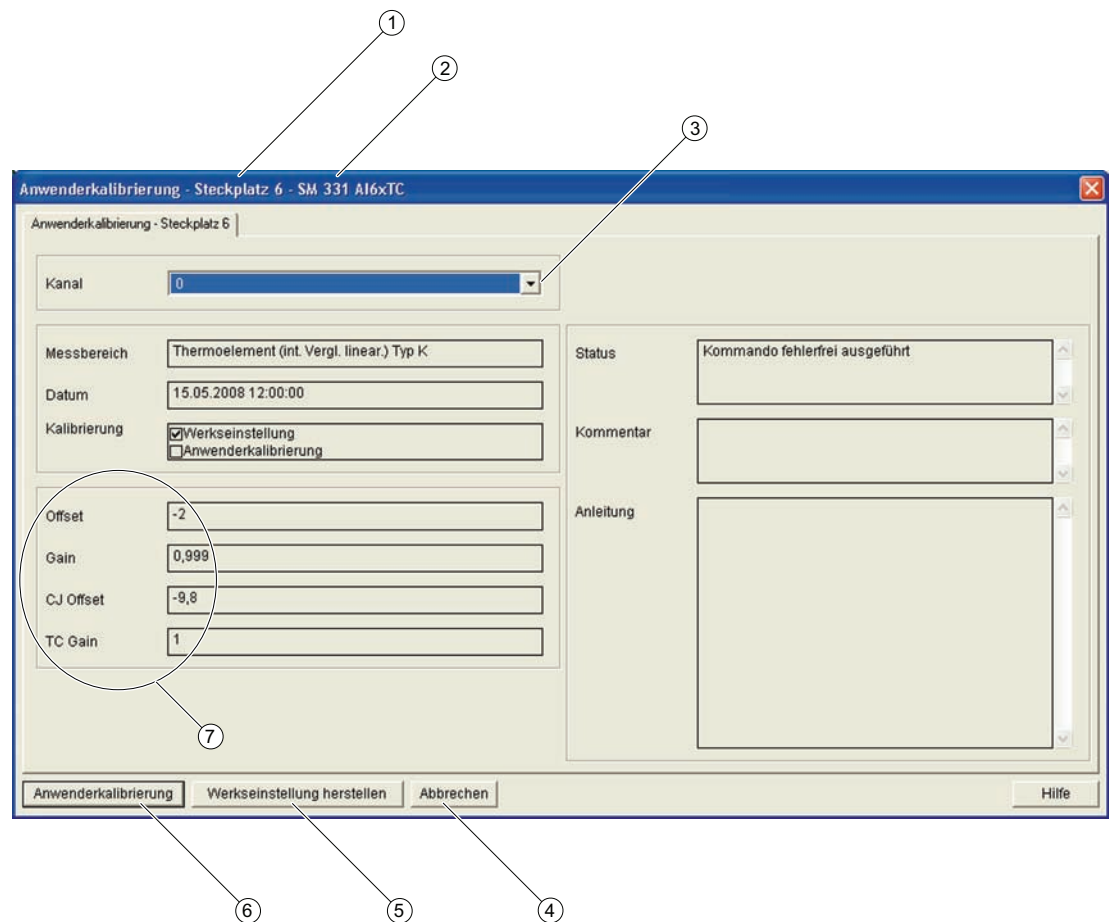 1
2
3
Anwenderkalibrierung - Steckplatz 6 - SM 331 AI6xTC
Anwenderkalibrierung - Steckplatz 6
Kanal
0
Messbereich
Thermoelement (int. Vergl. linear.) Typ K
Datum
15.05.2008 12:00:00
Kalibrierung
Werkseinstellung
Anwenderkalibrierung
Offset
-2
Gain
0,999
CJ Offset
-9,8
TC Gain
1
Status
Kommando fehlerfrei ausgeführt
Kommentar
Anleitung
7
Anwenderkalibrierung
Werkseinstellung herstellen
Abbrechen
Hilfe
6
5
4